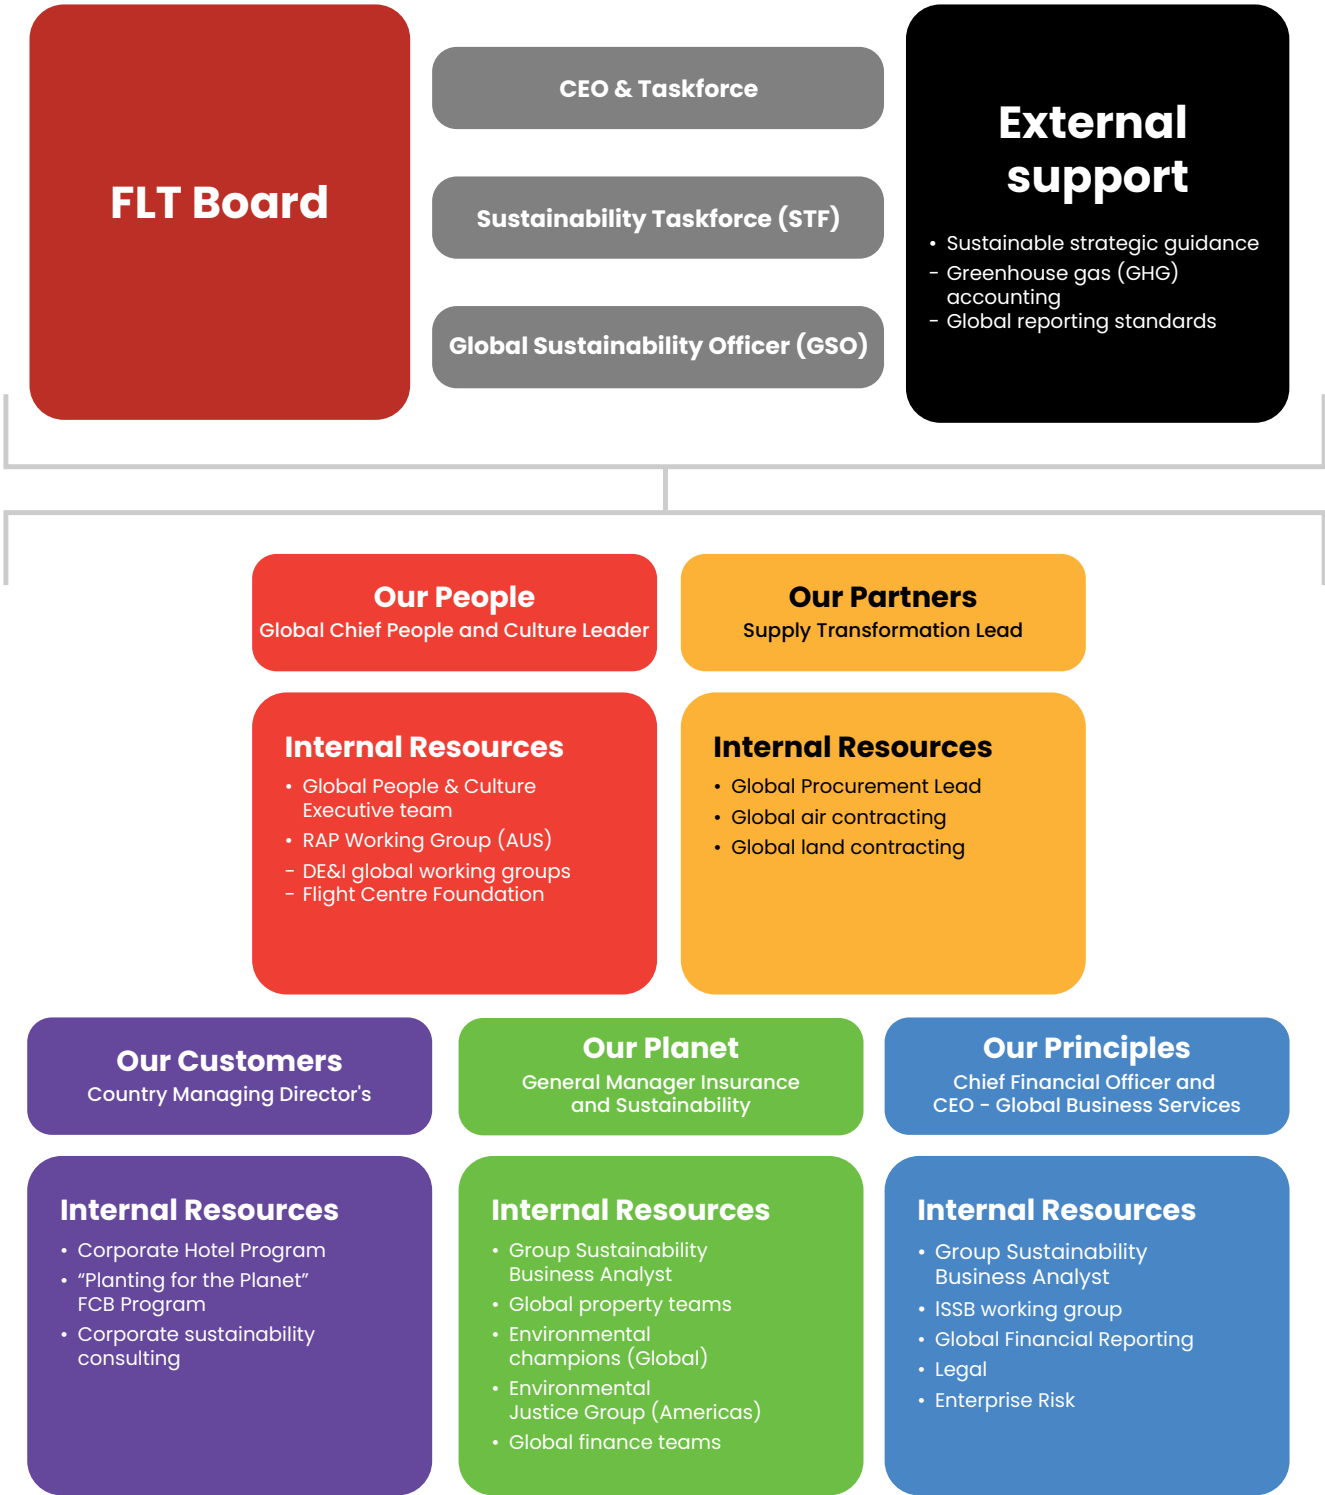 FLT Board
CEO & Taskforce
Sustainability Taskforce (STF)
Global Sustainability Officer (GSO)
External
support
• Sustainable strategic guidance
- Greenhouse gas (GHG)
accounting
- Global reporting standards
Our People
Global Chief People and Culture Leader
Internal Resources
• Global People & Culture
Executive team
• RAP Working Group (AUS)
- DE&I global working groups
- Flight Centre Foundation
Our Partners
Supply Transformation Lead
Internal Resources
• Global Procurement Lead
• Global air contracting
• Global land contracting
Our Customers
Country Managing Director's
Internal Resources
• Corporate Hotel Program
• “Planting for the Planet”
FCB Program
• Corporate sustainability
consulting
Our Planet
General Manager Insurance
and Sustainability
Internal Resources
• Group Sustainability
Business Analyst
• Global property teams
• Environmental
champions (Global)
• Environmental
Justice Group (Americas)
• Global finance teams
Our Principles
Chief Financial Officer and
CEO - Global Business Services
Internal Resources
• Group Sustainability
Business Analyst
• ISSB working group
• Global Financial Reporting
• Legal
• Enterprise Risk